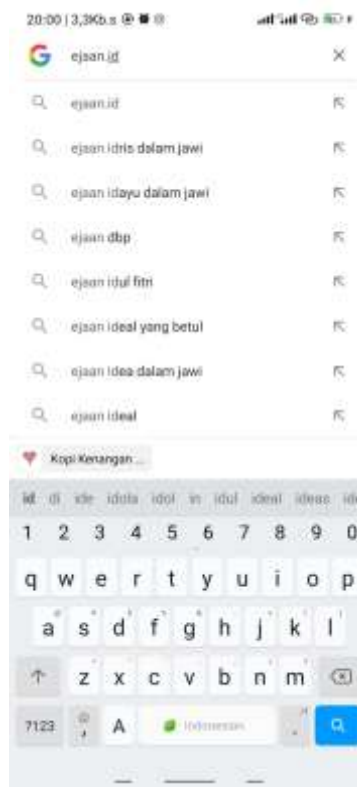 20:00 | 3,3Kb.s
ejaan.id
ejaan.id
ejaan idris dalam jawi
ejaan idayu dalam jawi
ejaan dbp
ejaan idul fitri
ejaan ideal yang betul
ejaan idea dalam jawi
ejaan ideal
Kopi Kenangan ...
id di ide idola idol in idul ideal ideas
1 2 3 4 5 6 7 8 9 0
q w e r t y u i o p
a s d f g h j k l
z x c v b n m
?123 , A Indonesian .